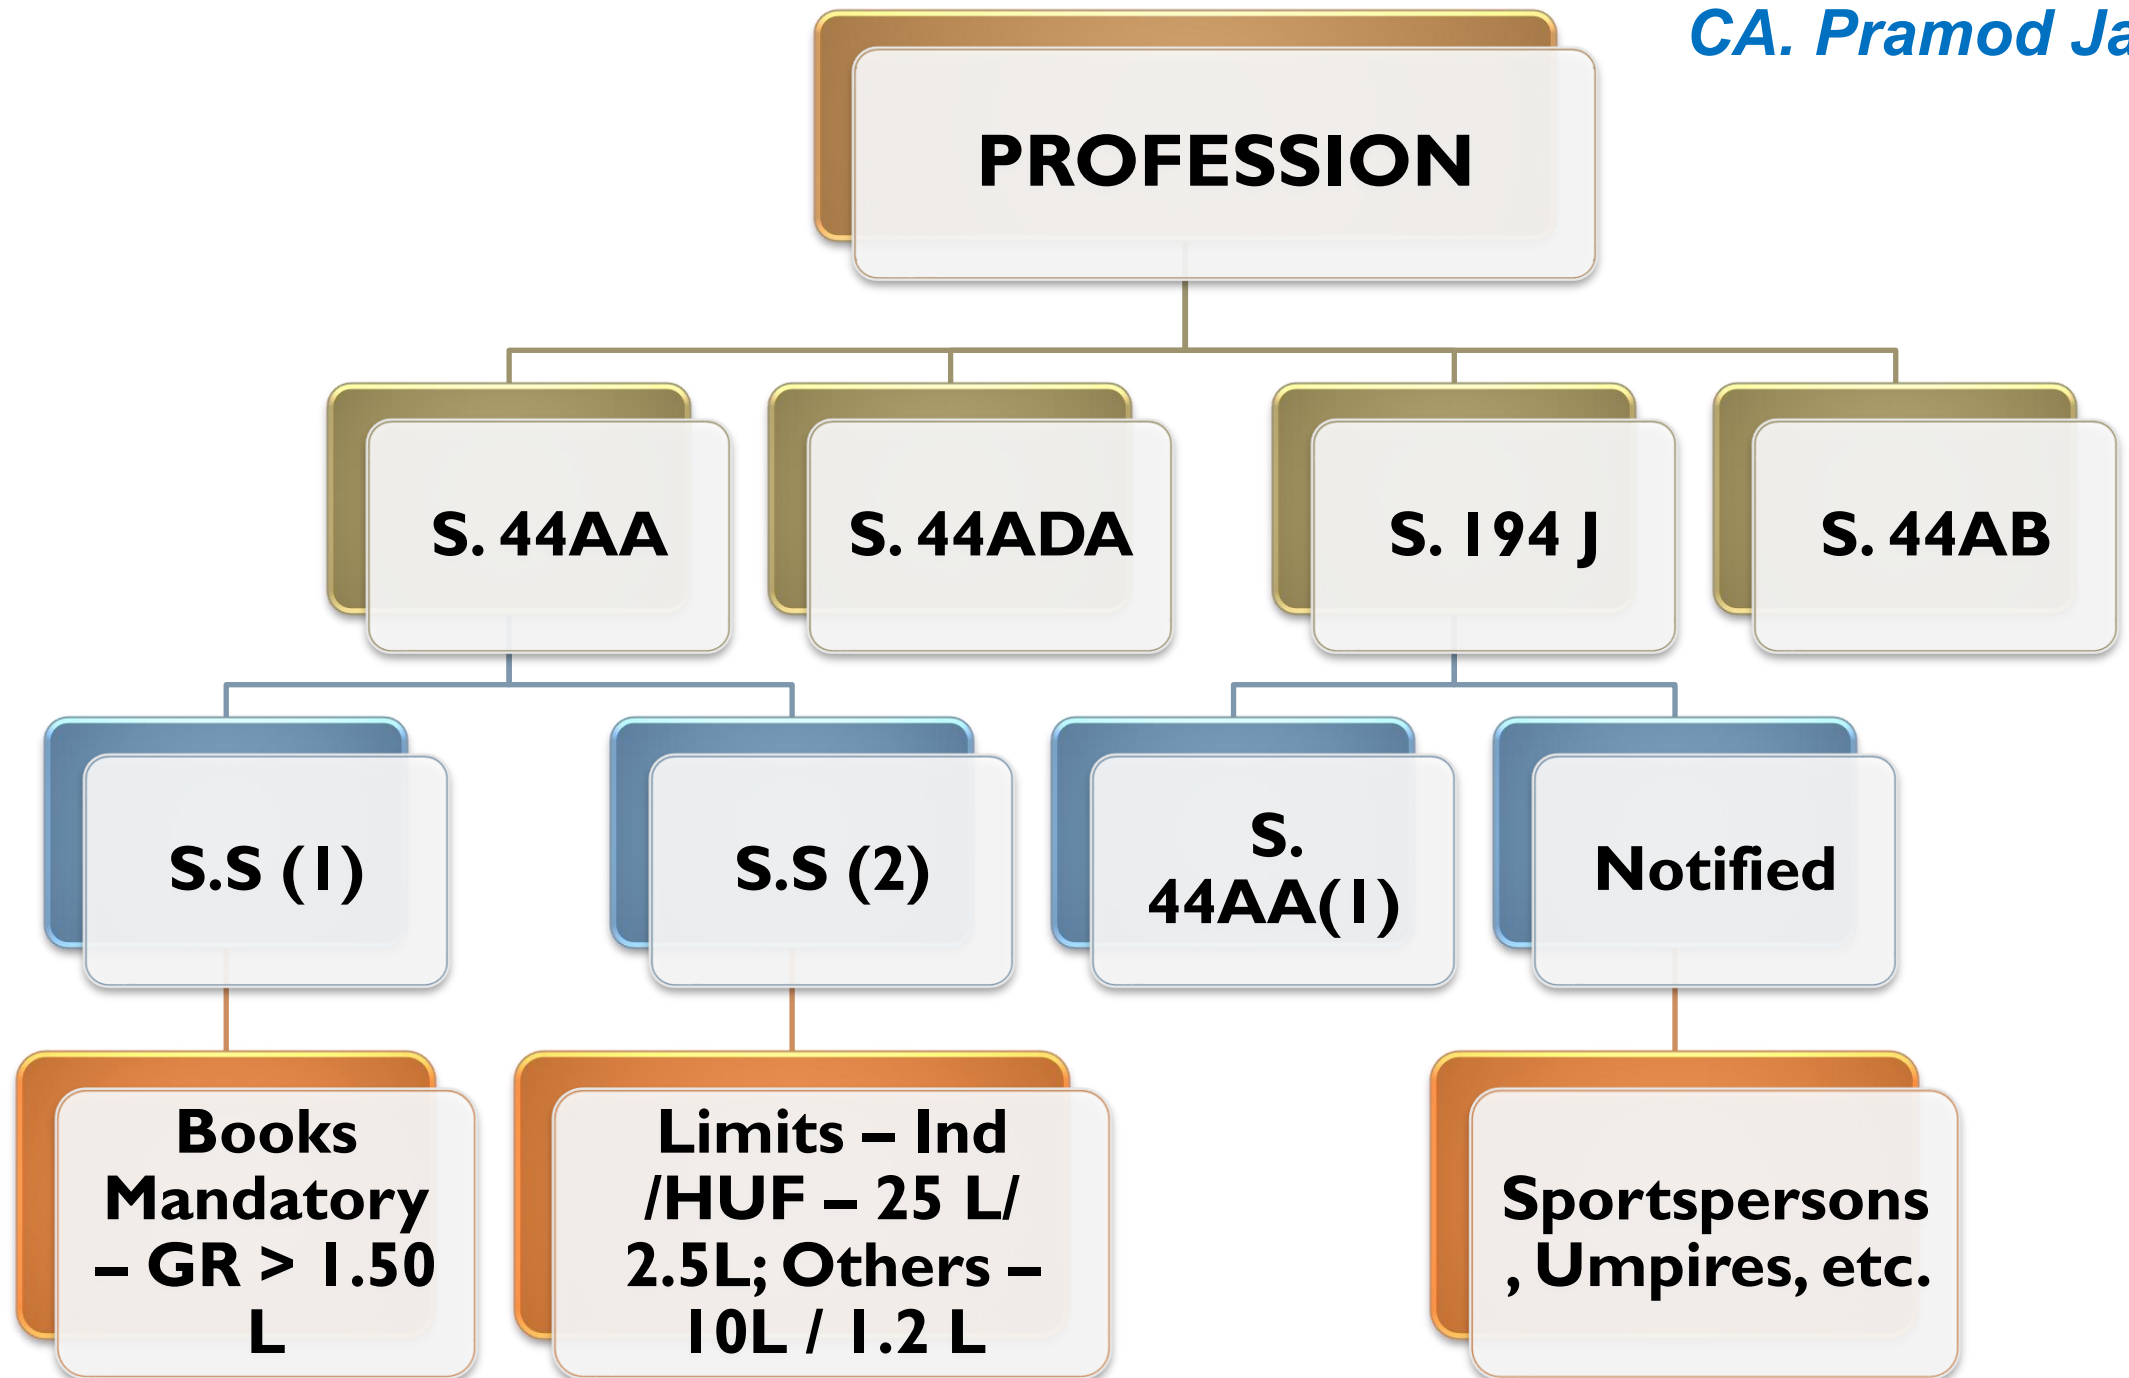 CA. Pramod Ja
PROFESSION
S. 44AA
S. 44ADA
S. 194 J
S. 44AB
S.S (1)
S.S (2)
S.
44AA(1)
Notified
Books
Mandatory
– GR > 1.50
L
Limits – Ind
/HUF – 25 L/
2.5L; Others –
10L / 1.2 L
Sportspersons
, Umpires, etc.